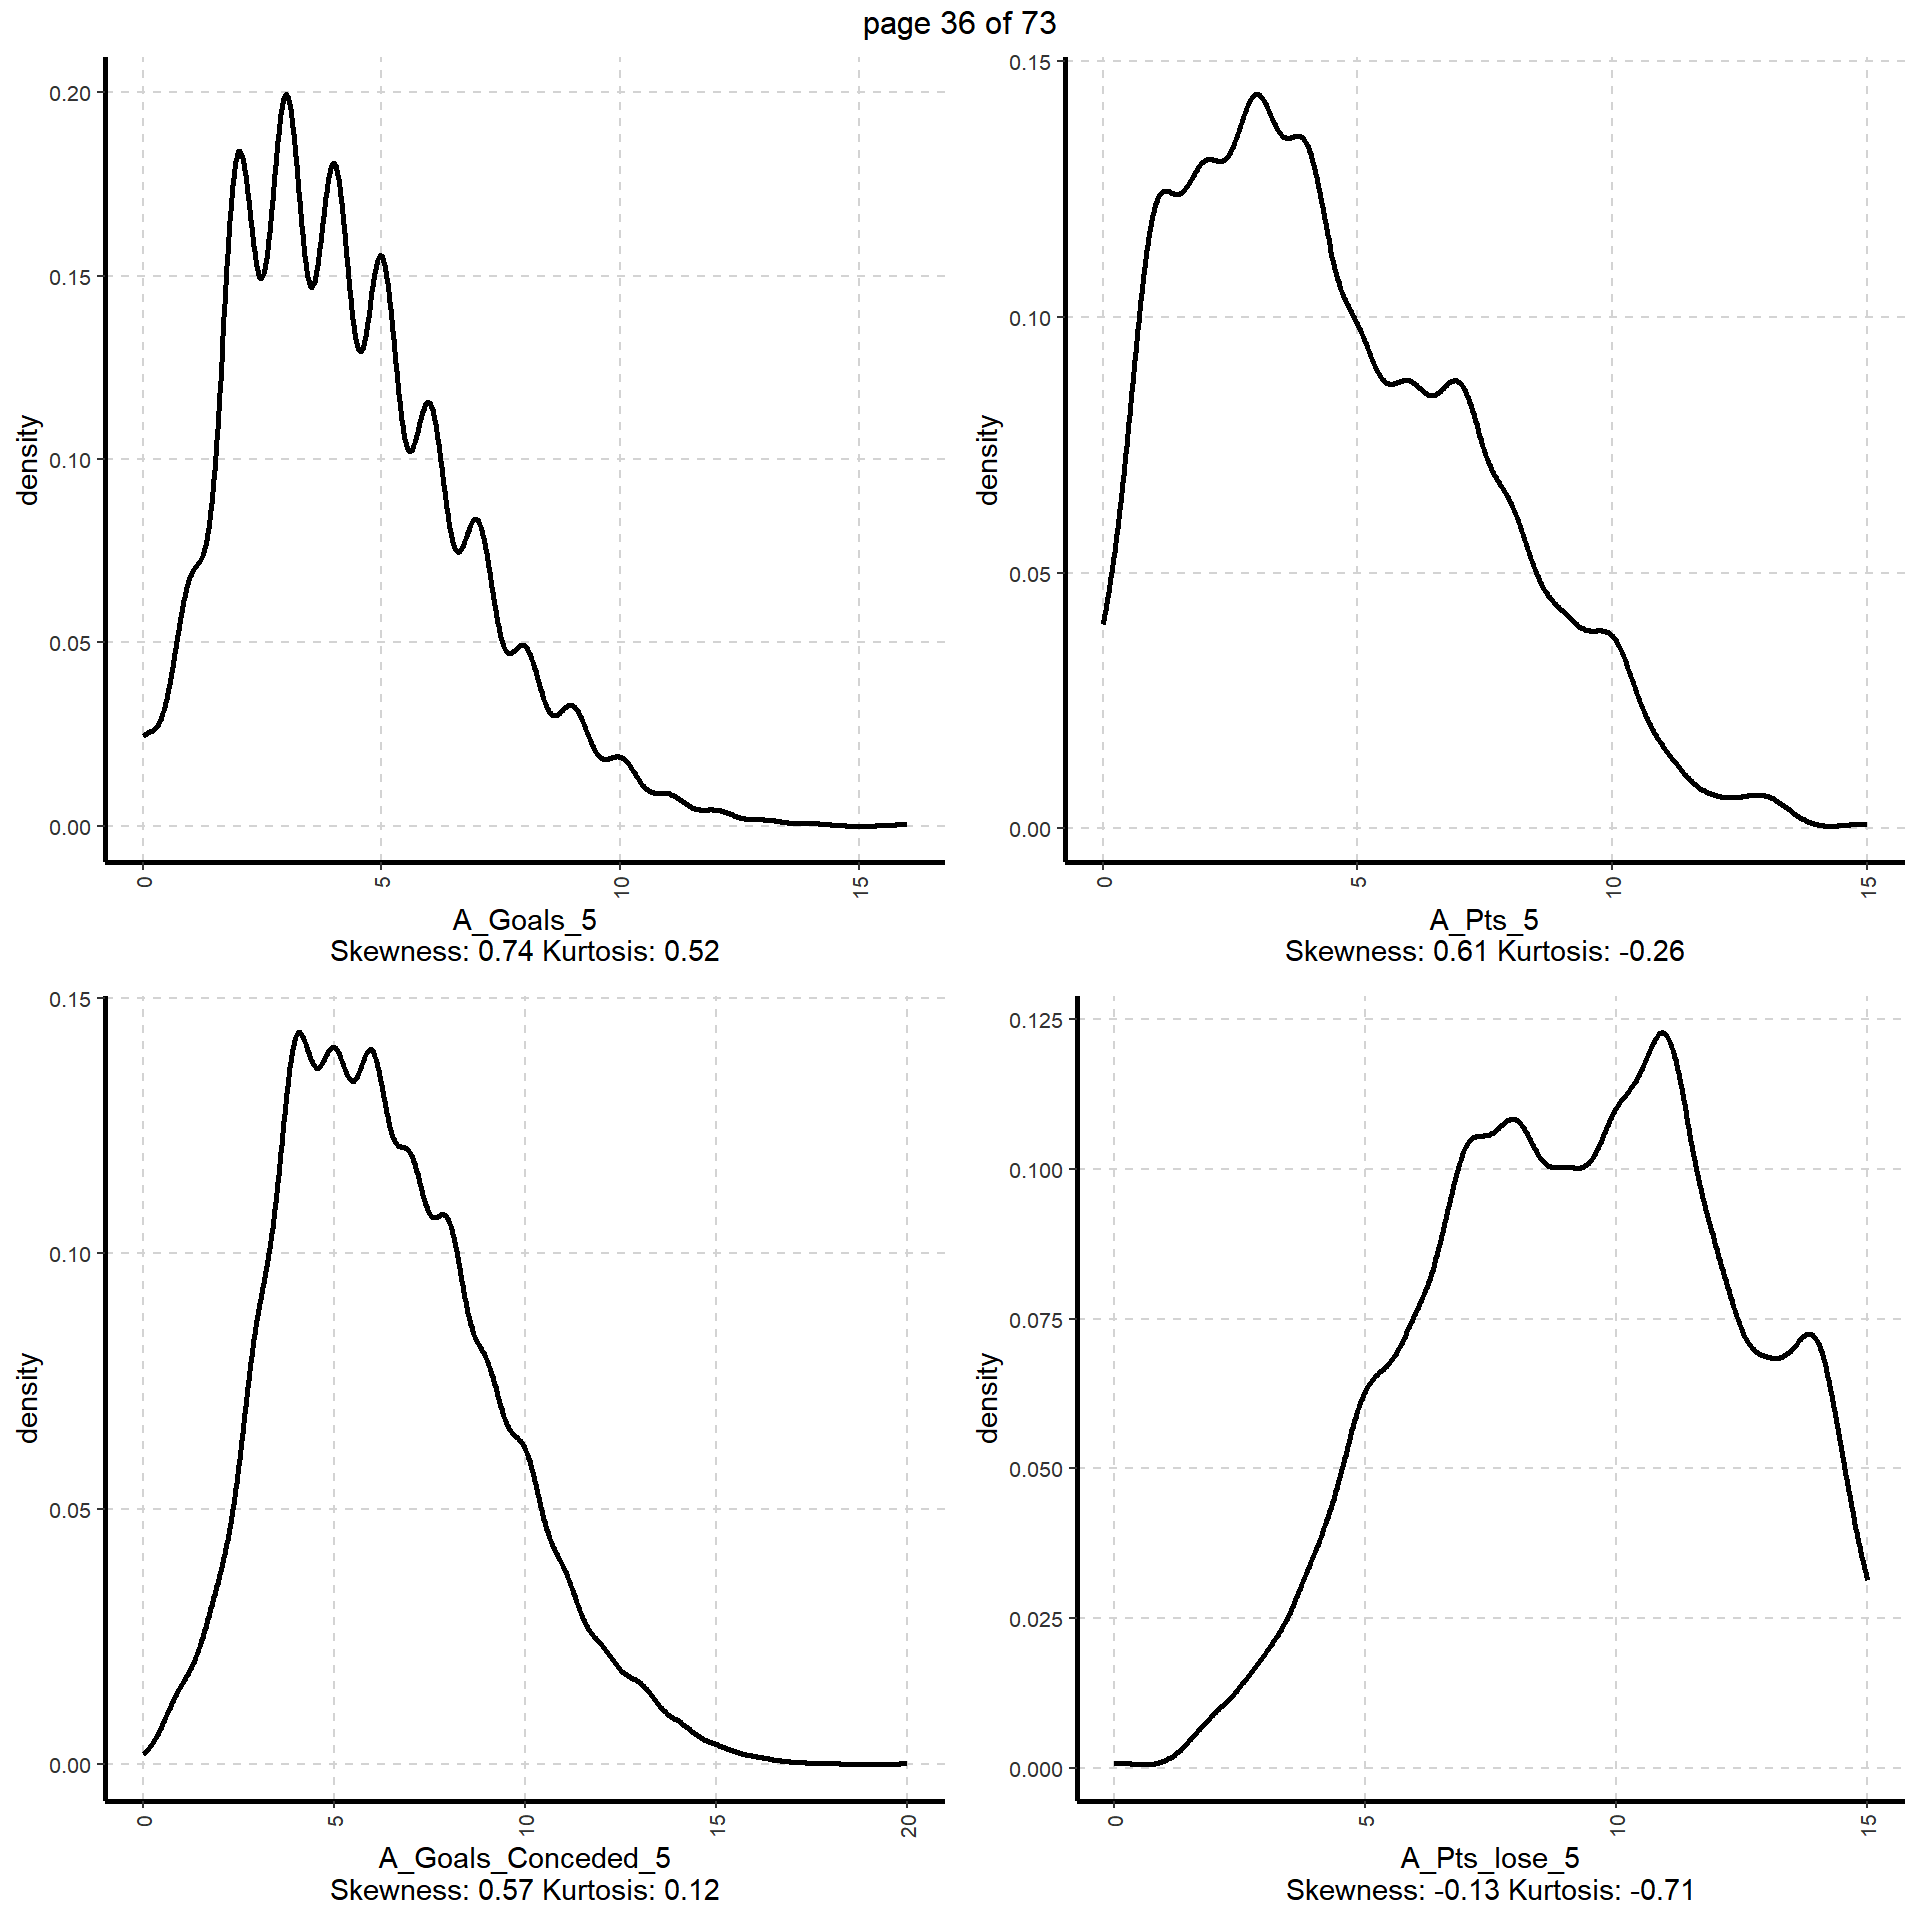 page 36 of 73
density
0.20
0.15
0.10
0.05
0.00
0
5
10
15
A_Goals_5
Skewness: 0.74 Kurtosis: 0.52
density
0.15
0.10
0.05
0.00
0
5
10
15
A_Pts_5
Skewness: 0.61 Kurtosis: -0.26
density
0.15
0.10
0.05
0.00
0
5
10
15
20
A_Goals_Conceded_5
Skewness: 0.57 Kurtosis: 0.12
density
0.125
0.100
0.075
0.050
0.025
0.000
0
5
10
15
A_Pts_lose_5
Skewness: -0.13 Kurtosis: -0.71